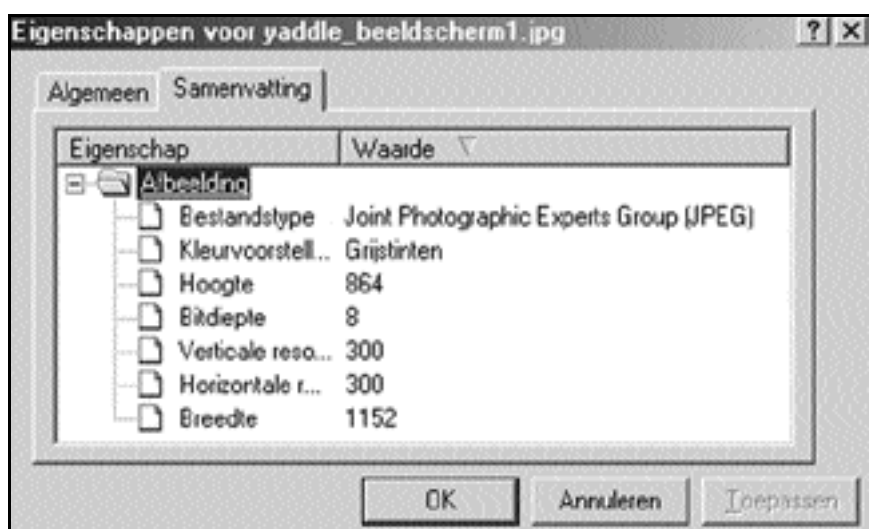 Eigenschappen voor yaddle_beeldscherm1.jpg
Algemeen Samenvatting
Eigenschap Waarde
Afbeelding
Bestandstype Joint Photographic Experts Group (JPEG)
Kleurvoorstell... Grijstinten
Hoogte 864
Bitdiepte 8
Verticale reso... 300
Horizontale r... 300
Breedte 1152
OK Annuleren Toepassen